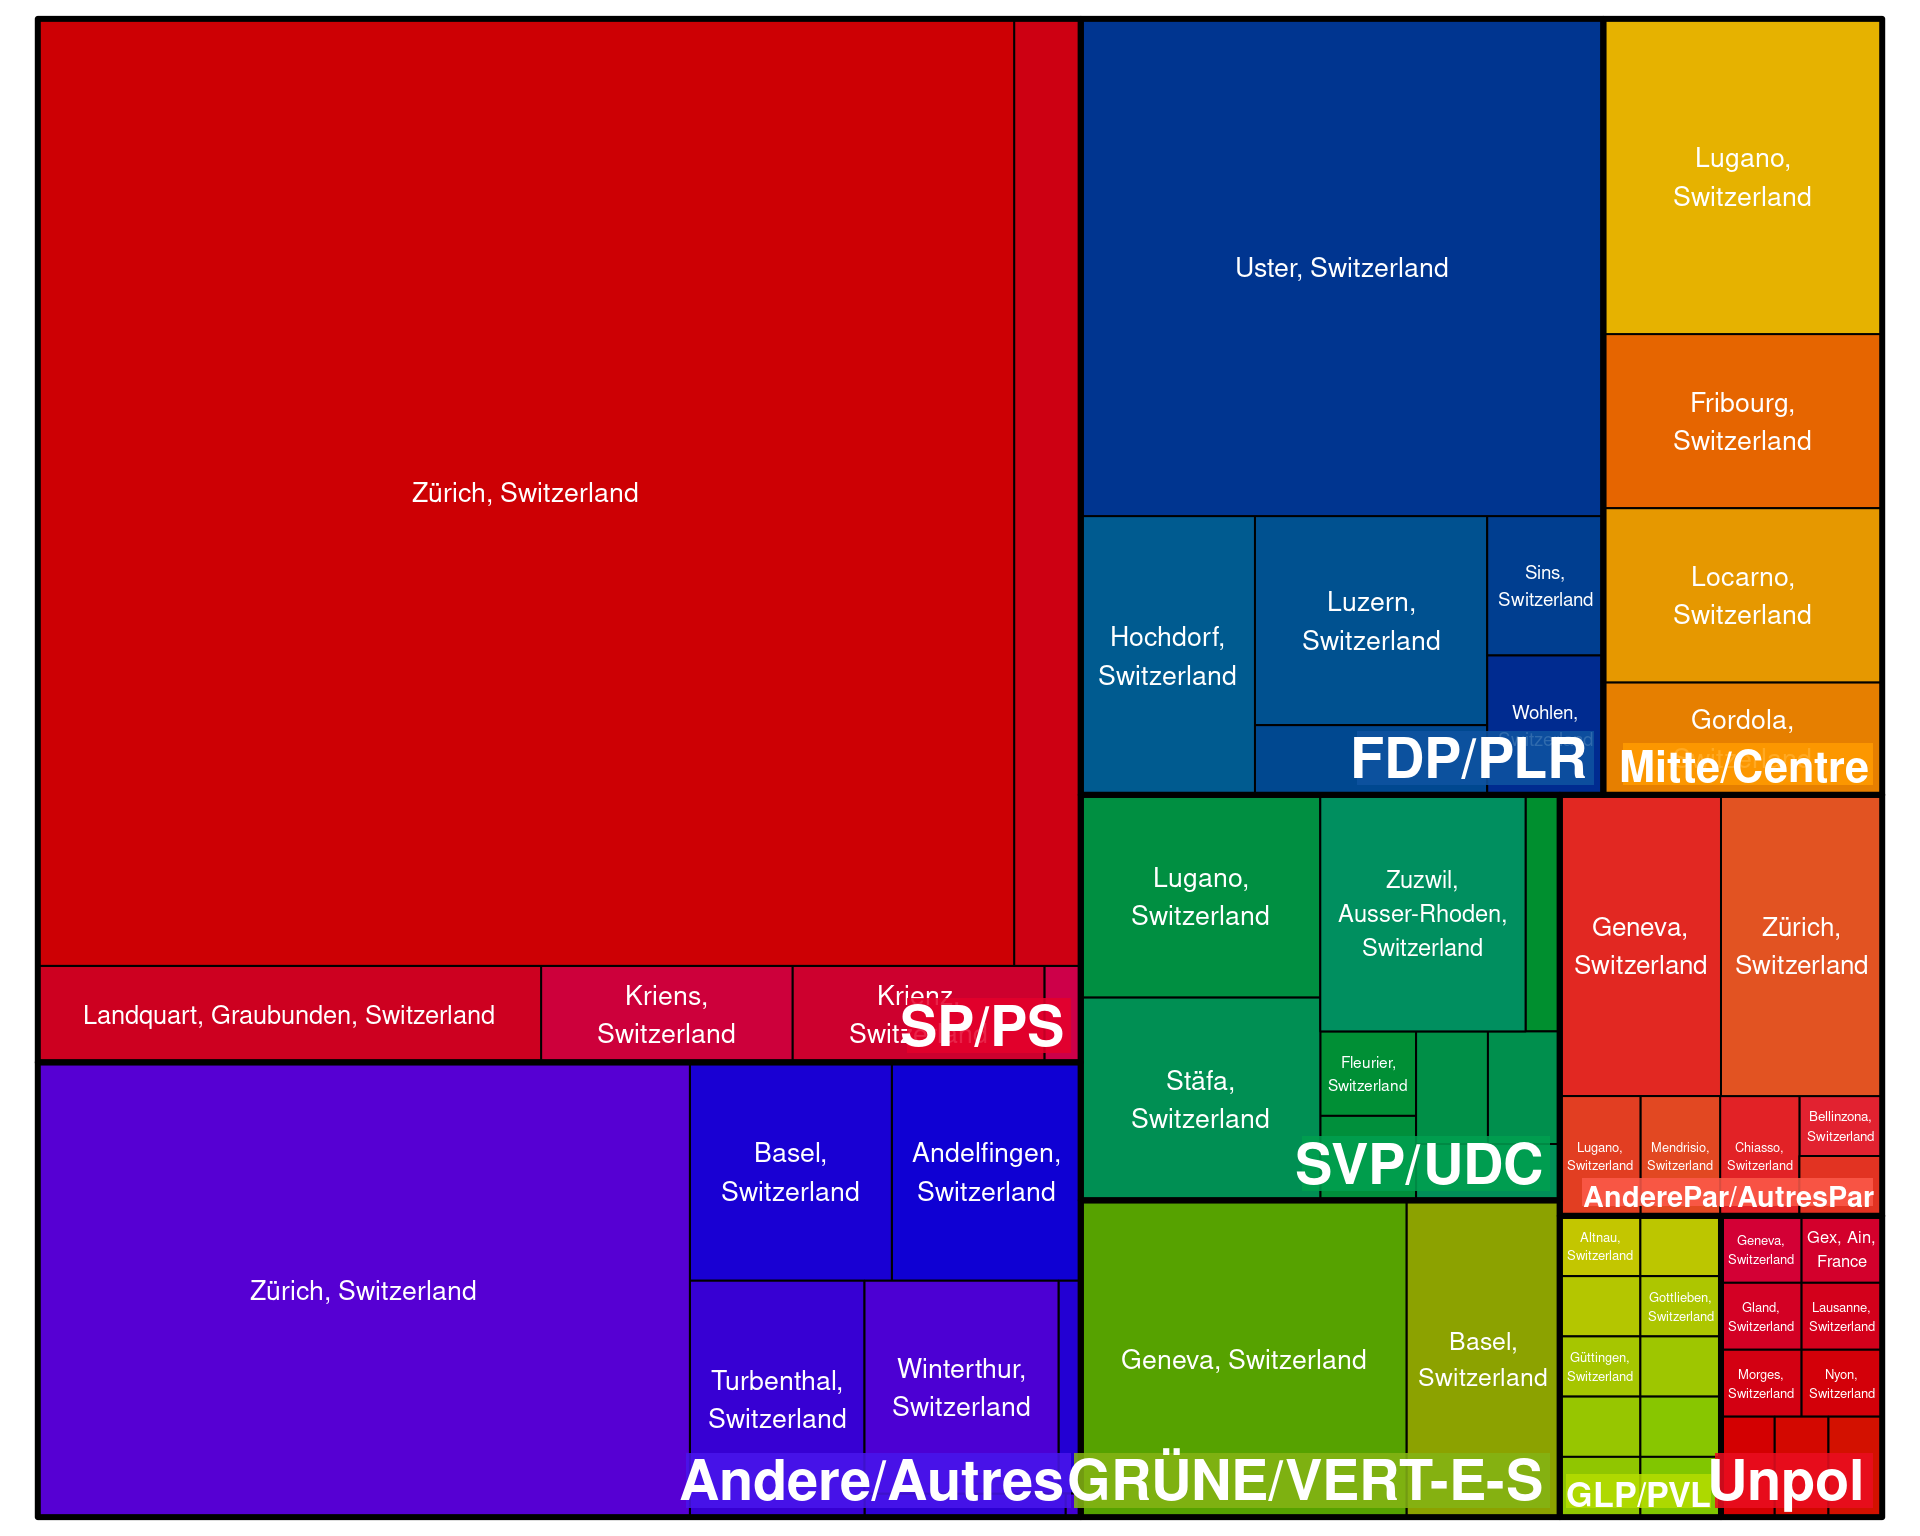 Zürich, Switzerland
Landquart, Graubunden, Switzerland
Kriens,
Switzerland
Krienz,
Switzerland
SP/PS
Uster, Switzerland
Hochdorf,
Switzerland
Luzern,
Switzerland
Sins,
Switzerland
Wohlen,
Switzerland
FDP/PLR
Lugano,
Switzerland
Fribourg,
Switzerland
Locarno,
Switzerland
Gordola,
Switzerland
Mitte/Centre
Zürich, Switzerland
Basel,
Switzerland
Andelfingen,
Switzerland
Turbenthal,
Switzerland
Winterthur,
Switzerland
Andere/Autres
Lugano,
Switzerland
Zuzwil,
Ausser-Rhoden,
Switzerland
Stäfa,
Switzerland
Fleurier,
Switzerland
SVP/UDC
Geneva, Switzerland
Basel,
Switzerland
GRÜNE/VERT-E-S
Geneva,
Switzerland
Zürich,
Switzerland
Lugano,
Switzerland
Mendrisio,
Switzerland
Chiasso,
Switzerland
Bellinzona,
Switzerland
AnderePar/AutresPar
Altnau,
Switzerland
Gottlieben,
Switzerland
Güttingen,
Switzerland
GLP/PVL
Geneva,
Switzerland
Gex, Ain,
France
Gland,
Switzerland
Lausanne,
Switzerland
Morges,
Switzerland
Nyon,
Switzerland
Unpol